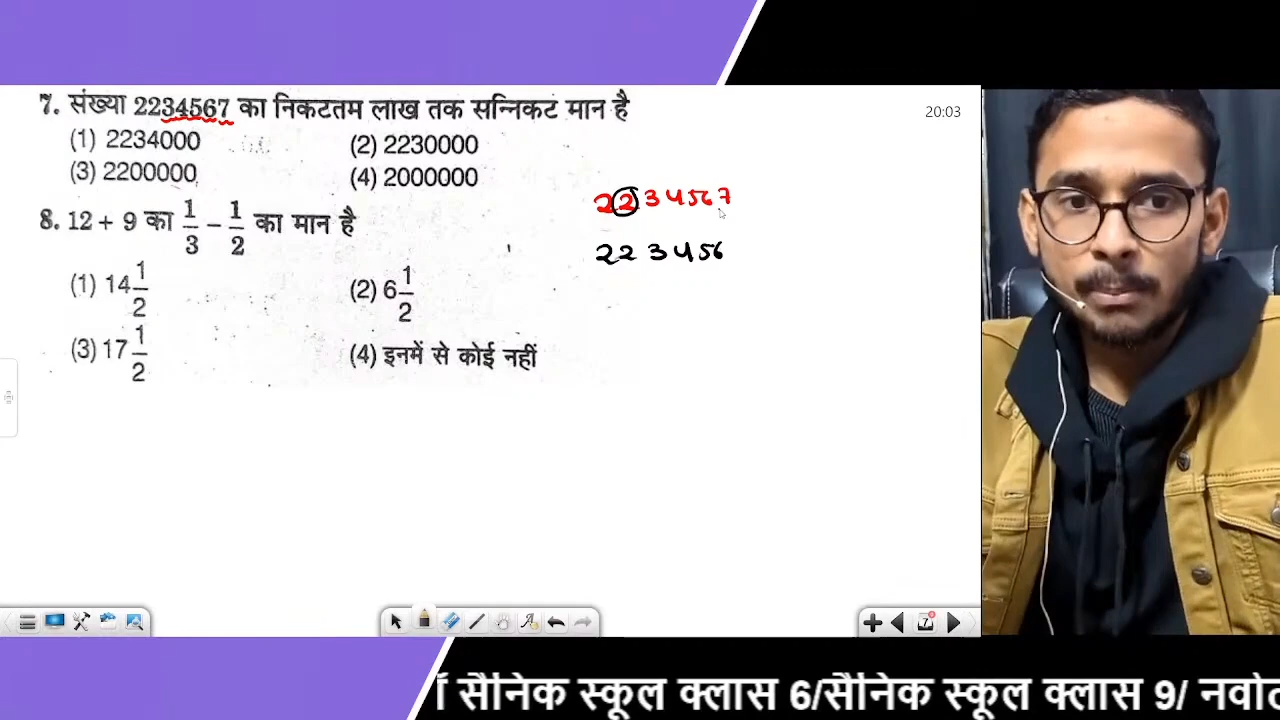 7. संख्या 2234567 का निकटतम लाख तक सन्निकट मान है
20:03
(1) 2234000 (2) 2230000
(3) 2200000 (4) 2000000
2234567
8. 12 + 9 का 1/3 − 1/2 का मान है
223456
(1) 14 1/2 (2) 6 1/2
(3) 17 1/2 (4) इनमें से कोई नहीं
7
सैनिक स्कूल क्लास 6/सैनिक स्कूल क्लास 9/